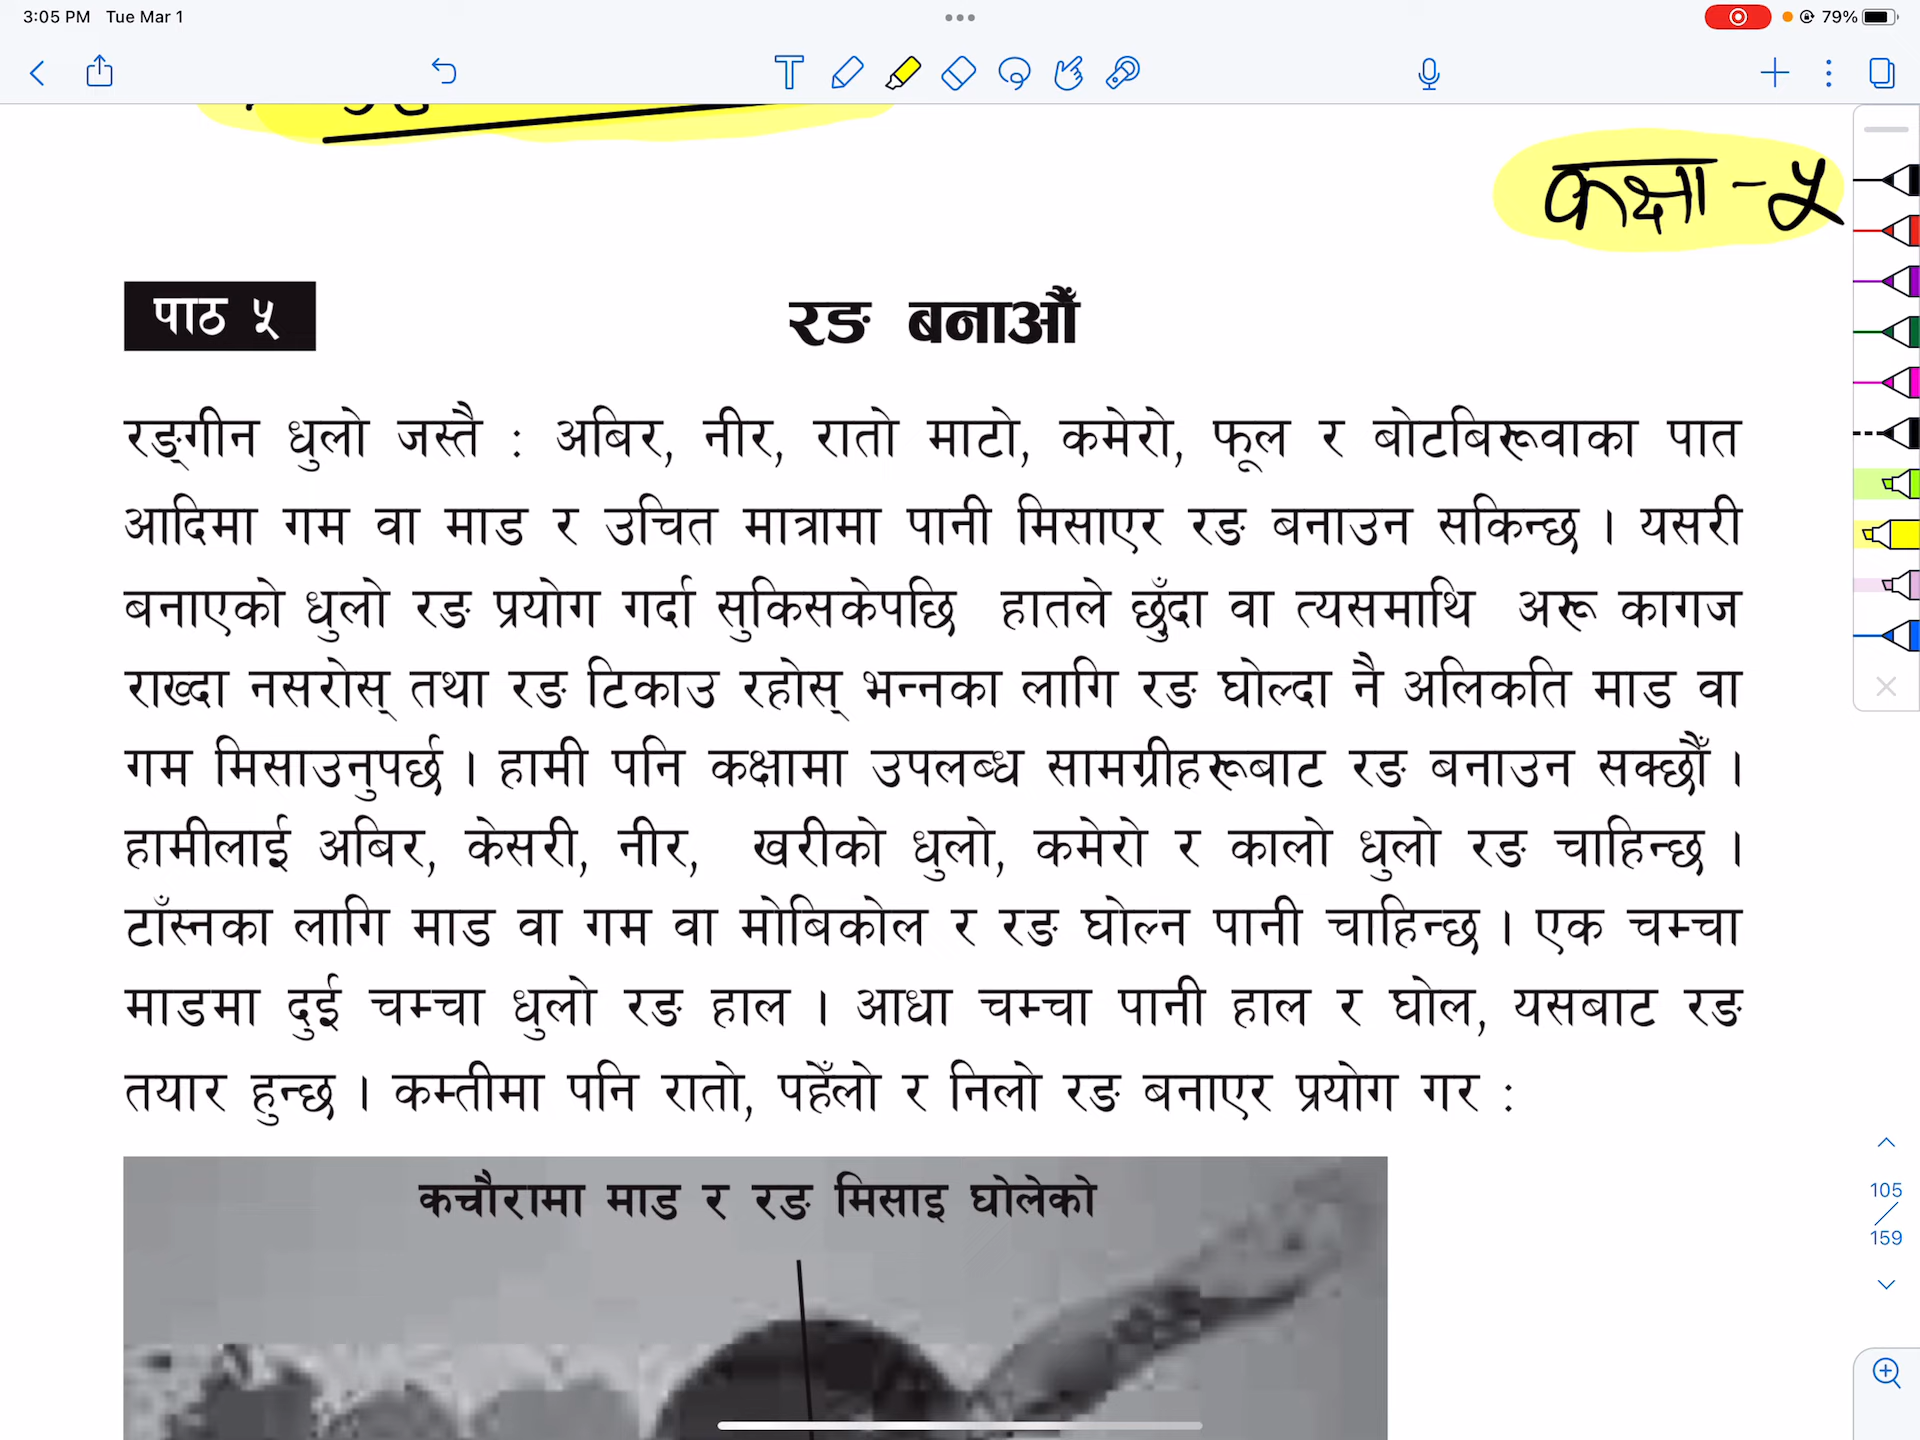 3:05 PM Tue Mar 1
79%
कक्षा - ५
पाठ ५
रङ बनाऔँ
रङ्गीन धुलो जस्तै : अबिर, नीर, रातो माटो, कमेरो, फूल र बोटबिरूवाका पात
आदिमा गम वा माड र उचित मात्रामा पानी मिसाएर रङ बनाउन सकिन्छ । यसरी
बनाएको धुलो रङ प्रयोग गर्दा सुकिसकेपछि हातले छुँदा वा त्यसमाथि अरू कागज
राख्दा नसरोस् तथा रङ टिकाउ रहोस् भन्नका लागि रङ घोल्दा नै अलिकति माड वा
गम मिसाउनुपर्छ । हामी पनि कक्षामा उपलब्ध सामग्रीहरूबाट रङ बनाउन सक्छौँ ।
हामीलाई अबिर, केसरी, नीर, खरीको धुलो, कमेरो र कालो धुलो रङ चाहिन्छ ।
टाँस्नका लागि माड वा गम वा मोबिकोल र रङ घोल्न पानी चाहिन्छ । एक चम्चा
माडमा दुई चम्चा धुलो रङ हाल । आधा चम्चा पानी हाल र घोल, यसबाट रङ
तयार हुन्छ । कम्तीमा पनि रातो, पहेँलो र निलो रङ बनाएर प्रयोग गर :
कचौरामा माड र रङ मिसाइ घोलेको
105
159